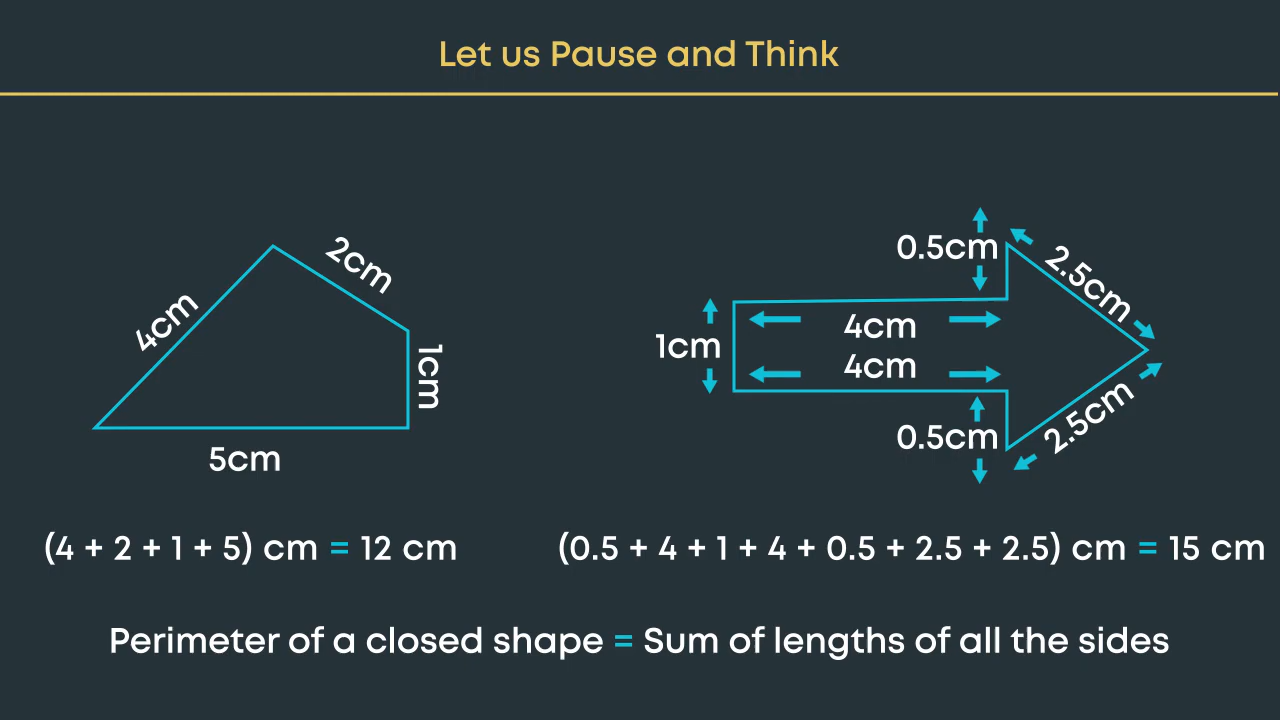 Let us Pause and Think
4cm
2cm
1cm
5cm
0.5cm
2.5cm
1cm
4cm
4cm
0.5cm
2.5cm
(4 + 2 + 1 + 5) cm = 12 cm
(0.5 + 4 + 1 + 4 + 0.5 + 2.5 + 2.5) cm = 15 cm
Perimeter of a closed shape = Sum of lengths of all the sides